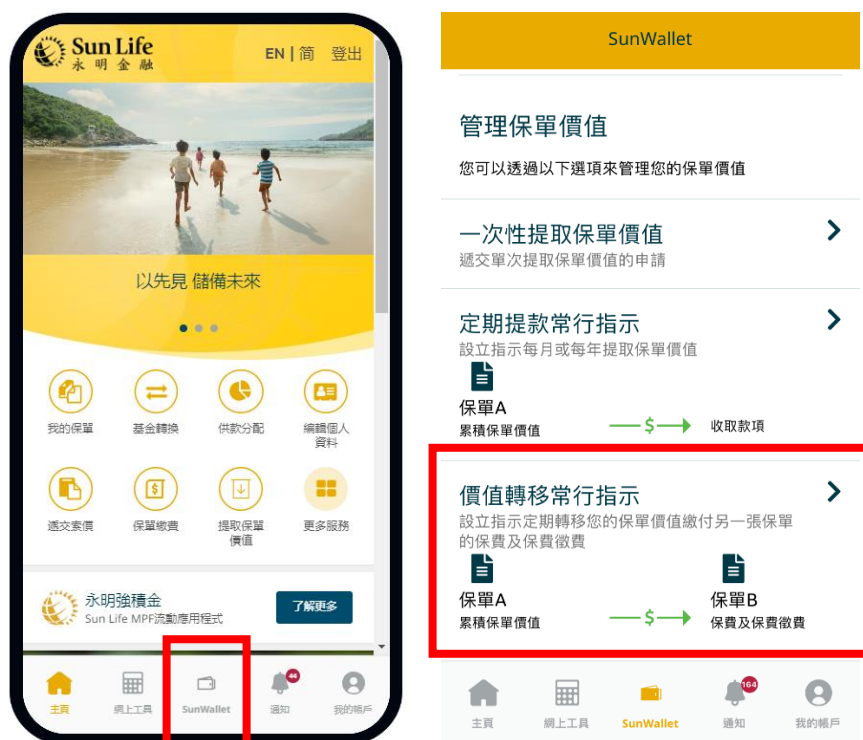 Sun Life
永明金融
EN | 简 登出
以先見 儲備未來
我的保單 基金轉換 供款分配 編輯個人
資料
遞交索償 保單繳費 提取保單
價值 更多服務
永明強積金
Sun Life MPF流動應用程式
了解更多
主頁 網上工具 SunWallet 44 通知 我的帳戶
SunWallet
管理保單價值
您可以透過以下選項來管理您的保單價值
一次性提取保單價值
遞交單次提取保單價值的申請
定期提款常行指示
設立指示每月或每年提取保單價值
保單A
累積保單價值 $ 收取款項
價值轉移常行指示
設立指示定期轉移您的保單價值繳付另一張保單
的保費及保費徵費
保單A 保單B
累積保單價值 $ 保費及保費徵費
主頁 網上工具 SunWallet 164 通知 我的帳戶